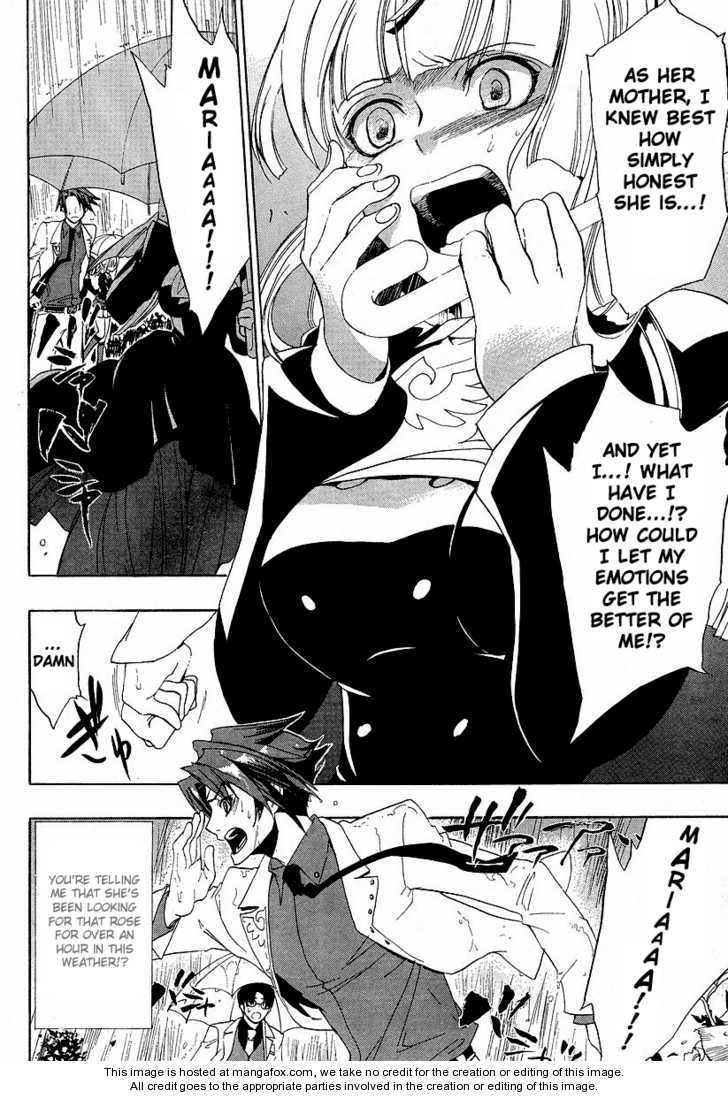 AS HER
MOTHER, I
KNEW BEST
HOW
SIMPLY
HONEST
SHE IS...!
MARIAAAA!!!
AND YET
I...! WHAT
HAVE I
DONE...!?
HOW COULD
I LET MY
EMOTIONS
GET THE
BETTER OF
ME!?
...
DAMN
MARIAAAA!!!
YOU'RE TELLING
ME THAT SHE'S
BEEN LOOKING
FOR THAT ROSE
FOR OVER AN
HOUR IN THIS
WEATHER!?
This image is hosted at mangafox.com, we take no credit for the creation or editing of this image.
All credit goes to the appropriate parties involved in the creation or editing of this image.